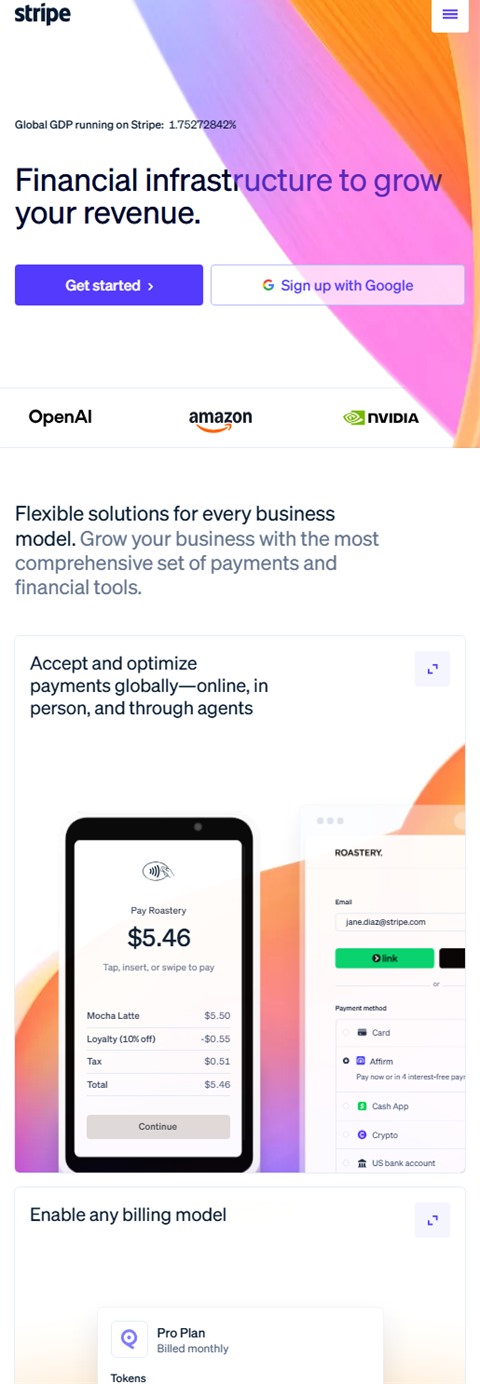 stripe
Global GDP running on Stripe: 1.75272842%
Financial infrastructure to grow
your revenue.
Get started
Sign up with Google
OpenAI
amazon
NVIDIA
Flexible solutions for every business
model. Grow your business with the most
comprehensive set of payments and
financial tools.
Accept and optimize
payments globally—online, in
person, and through agents
Pay Roastery
$5.46
Tap, insert, or swipe to pay
Mocha Latte $5.50
Loyalty (10% off) -$0.55
Tax $0.51
Total $5.46
Continue
ROASTERY.
Email
jane.diaz@stripe.com
link
or
Payment method
Card
Affirm
Pay now or in 4 interest-free
Cash App
Crypto
US bank account
Enable any billing model
Pro Plan
Billed monthly
Tokens